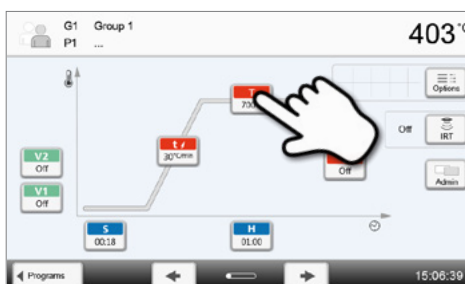 G1 Group 1
P1 ...
403
Options
T
700
t
30°C/min
Off
Off
IRT
V2
Off
V1
Off
Admin
S
00:18
H
01:00
Programs
15:06:39